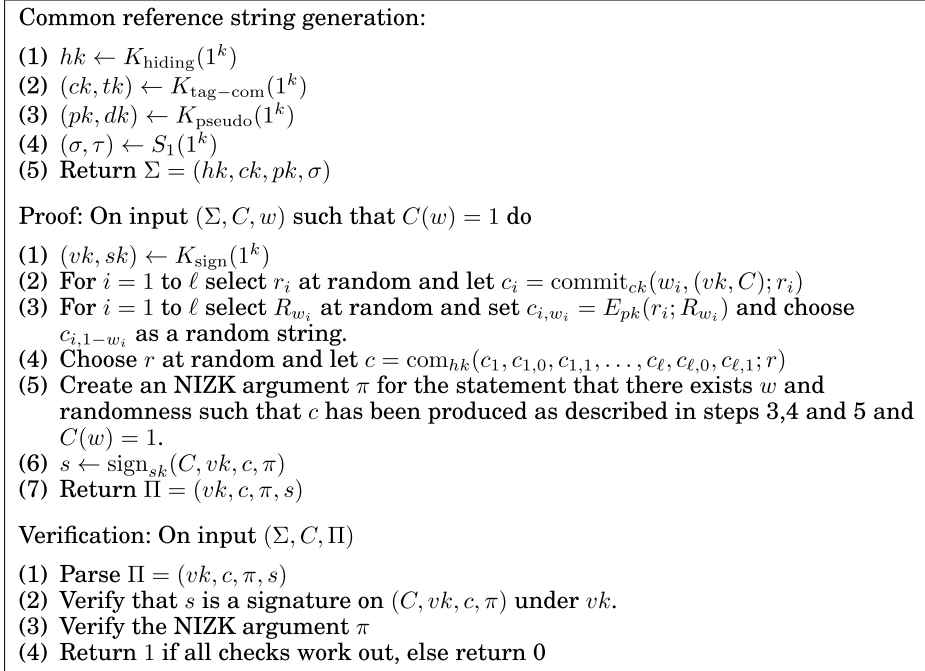 Common reference string generation:
(1) hk ← K_hiding(1^k)
(2) (ck, tk) ← K_tag−com(1^k)
(3) (pk, dk) ← K_pseudo(1^k)
(4) (σ, τ) ← S_1(1^k)
(5) Return Σ = (hk, ck, pk, σ)
Proof: On input (Σ, C, w) such that C(w) = 1 do
(1) (vk, sk) ← K_sign(1^k)
(2) For i = 1 to ℓ select r_i at random and let c_i = commit_ck(w_i, (vk, C); r_i)
(3) For i = 1 to ℓ select R_{w_i} at random and set c_{i,w_i} = E_pk(r_i; R_{w_i}) and choose
c_{i,1−w_i} as a random string.
(4) Choose r at random and let c = com_hk(c_1, c_{1,0}, c_{1,1}, . . . , c_ℓ, c_{ℓ,0}, c_{ℓ,1}; r)
(5) Create an NIZK argument π for the statement that there exists w and
randomness such that c has been produced as described in steps 3,4 and 5 and
C(w) = 1.
(6) s ← sign_sk(C, vk, c, π)
(7) Return Π = (vk, c, π, s)
Verification: On input (Σ, C, Π)
(1) Parse Π = (vk, c, π, s)
(2) Verify that s is a signature on (C, vk, c, π) under vk.
(3) Verify the NIZK argument π
(4) Return 1 if all checks work out, else return 0